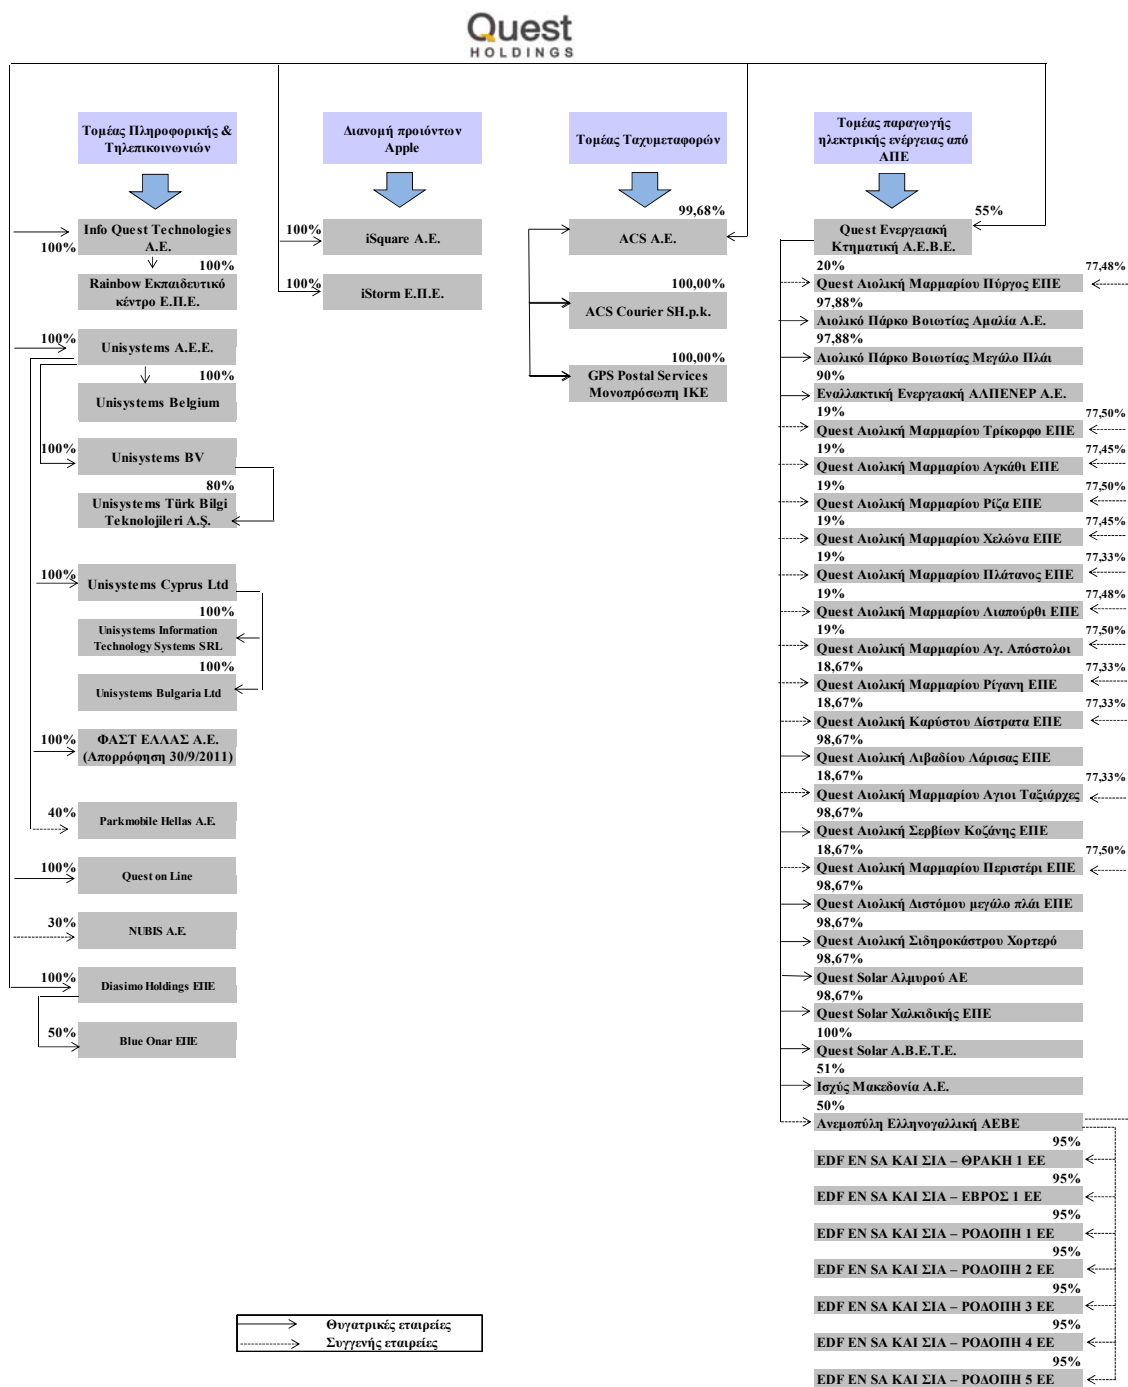 Quest
HOLDINGS
Τομέας Πληροφορικής &
Τηλεπικοινωνιών
Info Quest Technologies
Α.Ε.
100%
100%
Rainbow Εκπαιδευτικό
κέντρο Ε.Π.Ε.
100%
Unisystems Α.Ε.Ε.
100%
Unisystems Belgium
100%
Unisystems BV
80%
Unisystems Türk Bilgi
Teknolojileri A.Ş.
100%
Unisystems Cyprus Ltd
100%
Unisystems Information
Technology Systems SRL
100%
Unisystems Bulgaria Ltd
100%
ΦΑΣΤ ΕΛΛΑΣ Α.Ε.
(Απορρόφηση 30/9/2011)
40%
Parkmobile Hellas Α.Ε.
100%
Quest on Line
30%
NUBIS Α.Ε.
100%
Diasimo Holdings ΕΠΕ
50%
Blue Onar ΕΠΕ
Διανομή προιόντων
Apple
100%
iSquare Α.Ε.
100%
iStorm Ε.Π.Ε.
Τομέας Ταχυμεταφορών
99,68%
ACS Α.Ε.
100,00%
ACS Courier SH.p.k.
100,00%
GPS Postal Services
Μονοπρόσωπη ΙΚΕ
Τομέας παραγωγής
ηλεκτρικής ενέργειας από
ΑΠΕ
55%
Quest Ενεργειακή
Κτηματική Α.Ε.Β.Ε.
20%
Quest Αιολική Μαρμαρίου Πύργος ΕΠΕ
77,48%
97,88%
Αιολικό Πάρκο Βοιωτίας Αμαλία Α.Ε.
97,88%
Αιολικό Πάρκο Βοιωτίας Μεγάλο Πλάι
90%
Εναλλακτική Ενεργειακή ΑΛΠΕΝΕΡ Α.Ε.
19%
Quest Αιολική Μαρμαρίου Τρίκορφο ΕΠΕ
77,50%
19%
Quest Αιολική Μαρμαρίου Αγκάθι ΕΠΕ
77,45%
19%
Quest Αιολική Μαρμαρίου Ρίζα ΕΠΕ
77,50%
19%
Quest Αιολική Μαρμαρίου Χελώνα ΕΠΕ
77,45%
19%
Quest Αιολική Μαρμαρίου Πλάτανος ΕΠΕ
77,33%
19%
Quest Αιολική Μαρμαρίου Λιαπούρθι ΕΠΕ
77,48%
19%
Quest Αιολική Μαρμαρίου Αγ. Απόστολοι
77,50%
18,67%
Quest Αιολική Μαρμαρίου Ρίγανη ΕΠΕ
77,33%
18,67%
Quest Αιολική Καρύστου Δίστρατα ΕΠΕ
77,33%
98,67%
Quest Αιολική Λιβαδίου Λάρισας ΕΠΕ
18,67%
Quest Αιολική Μαρμαρίου Αγιοι Ταξιάρχες
77,33%
98,67%
Quest Αιολική Σερβίων Κοζάνης ΕΠΕ
18,67%
Quest Αιολική Μαρμαρίου Περιστέρι ΕΠΕ
77,50%
98,67%
Quest Αιολική Διστόμου μεγάλο πλάι ΕΠΕ
98,67%
Quest Αιολική Σιδηροκάστρου Χορτερό
98,67%
Quest Solar Αλμυρού ΑΕ
98,67%
Quest Solar Χαλκιδικής ΕΠΕ
100%
Quest Solar Α.Β.Ε.Τ.Ε.
51%
Ισχύς Μακεδονία Α.Ε.
50%
Ανεμοπύλη Ελληνογαλλική ΑΕΒΕ
95%
EDF EN SA ΚΑΙ ΣΙΑ – ΘΡΑΚΗ 1 ΕΕ
95%
EDF EN SA ΚΑΙ ΣΙΑ – ΕΒΡΟΣ 1 ΕΕ
95%
EDF EN SA ΚΑΙ ΣΙΑ – ΡΟΔΟΠΗ 1 ΕΕ
95%
EDF EN SA ΚΑΙ ΣΙΑ – ΡΟΔΟΠΗ 2 ΕΕ
95%
EDF EN SA ΚΑΙ ΣΙΑ – ΡΟΔΟΠΗ 3 ΕΕ
95%
EDF EN SA ΚΑΙ ΣΙΑ – ΡΟΔΟΠΗ 4 ΕΕ
95%
EDF EN SA ΚΑΙ ΣΙΑ – ΡΟΔΟΠΗ 5 ΕΕ
Θυγατρικές εταιρείες
Συγγενής εταιρείες